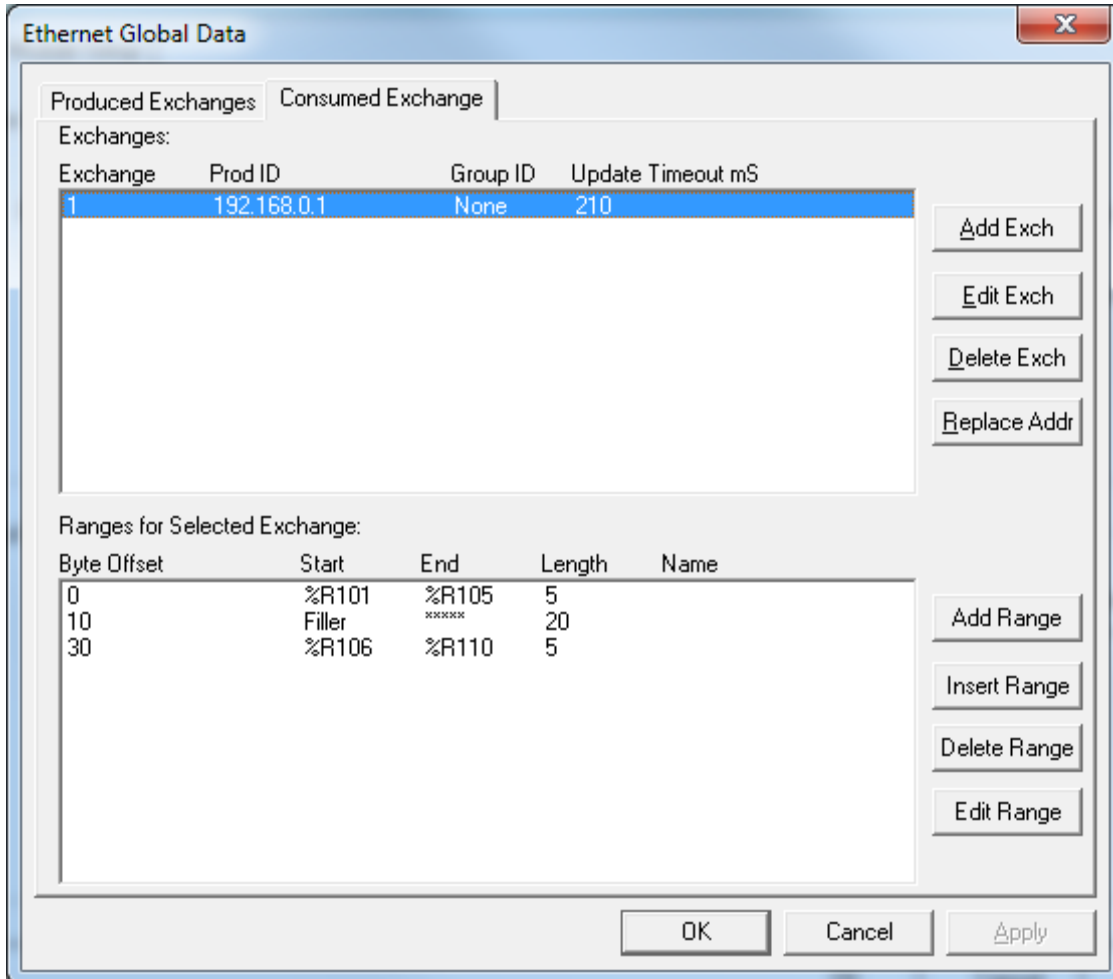 Ethernet Global Data
Produced Exchanges Consumed Exchange
Exchanges:
Exchange Prod ID Group ID Update Timeout mS
1 192.168.0.1 None 210
Add Exch
Edit Exch
Delete Exch
Replace Addr
Ranges for Selected Exchange:
Byte Offset Start End Length Name
0 %R101 %R105 5
10 Filler ***** 20
30 %R106 %R110 5
Add Range
Insert Range
Delete Range
Edit Range
OK Cancel Apply